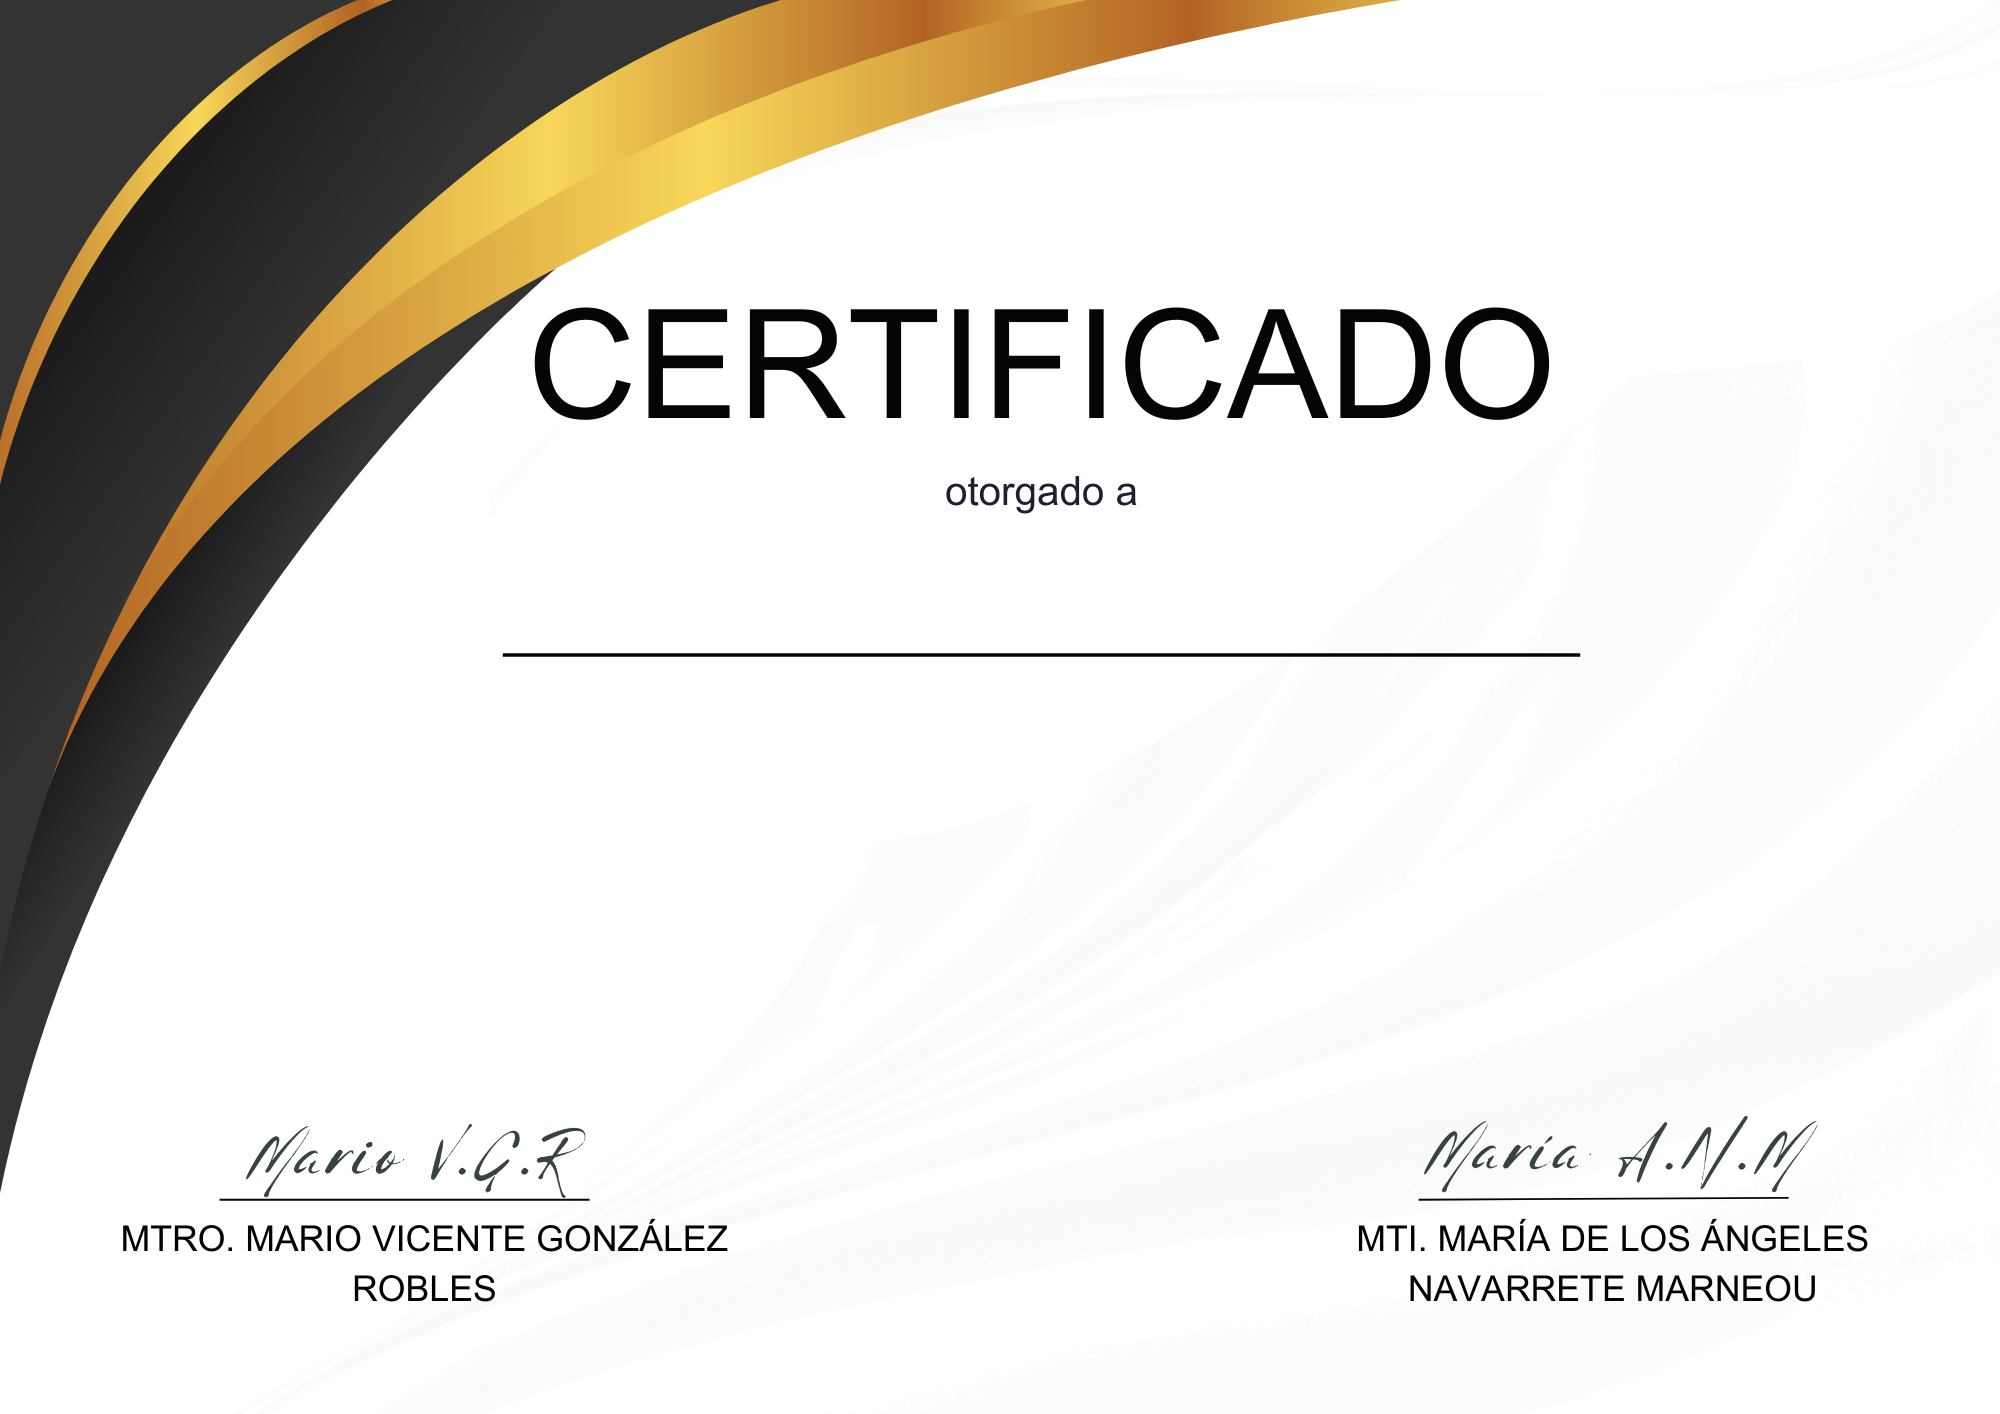 CERTIFICADO
otorgado a
Mario V.G.R
María A.N.M
MTRO. MARIO VICENTE GONZÁLEZ
ROBLES
MTI. MARÍA DE LOS ÁNGELES
NAVARRETE MARNEOU